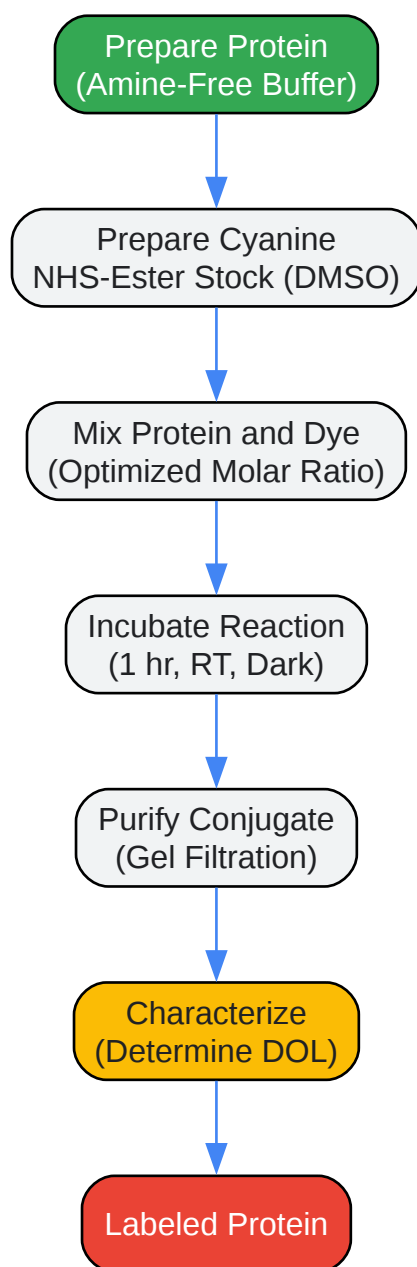 Prepare Protein
(Amine-Free Buffer)
Prepare Cyanine
NHS-Ester Stock (DMSO)
Mix Protein and Dye
(Optimized Molar Ratio)
Incubate Reaction
(1 hr, RT, Dark)
Purify Conjugate
(Gel Filtration)
Characterize
(Determine DOL)
Labeled Protein